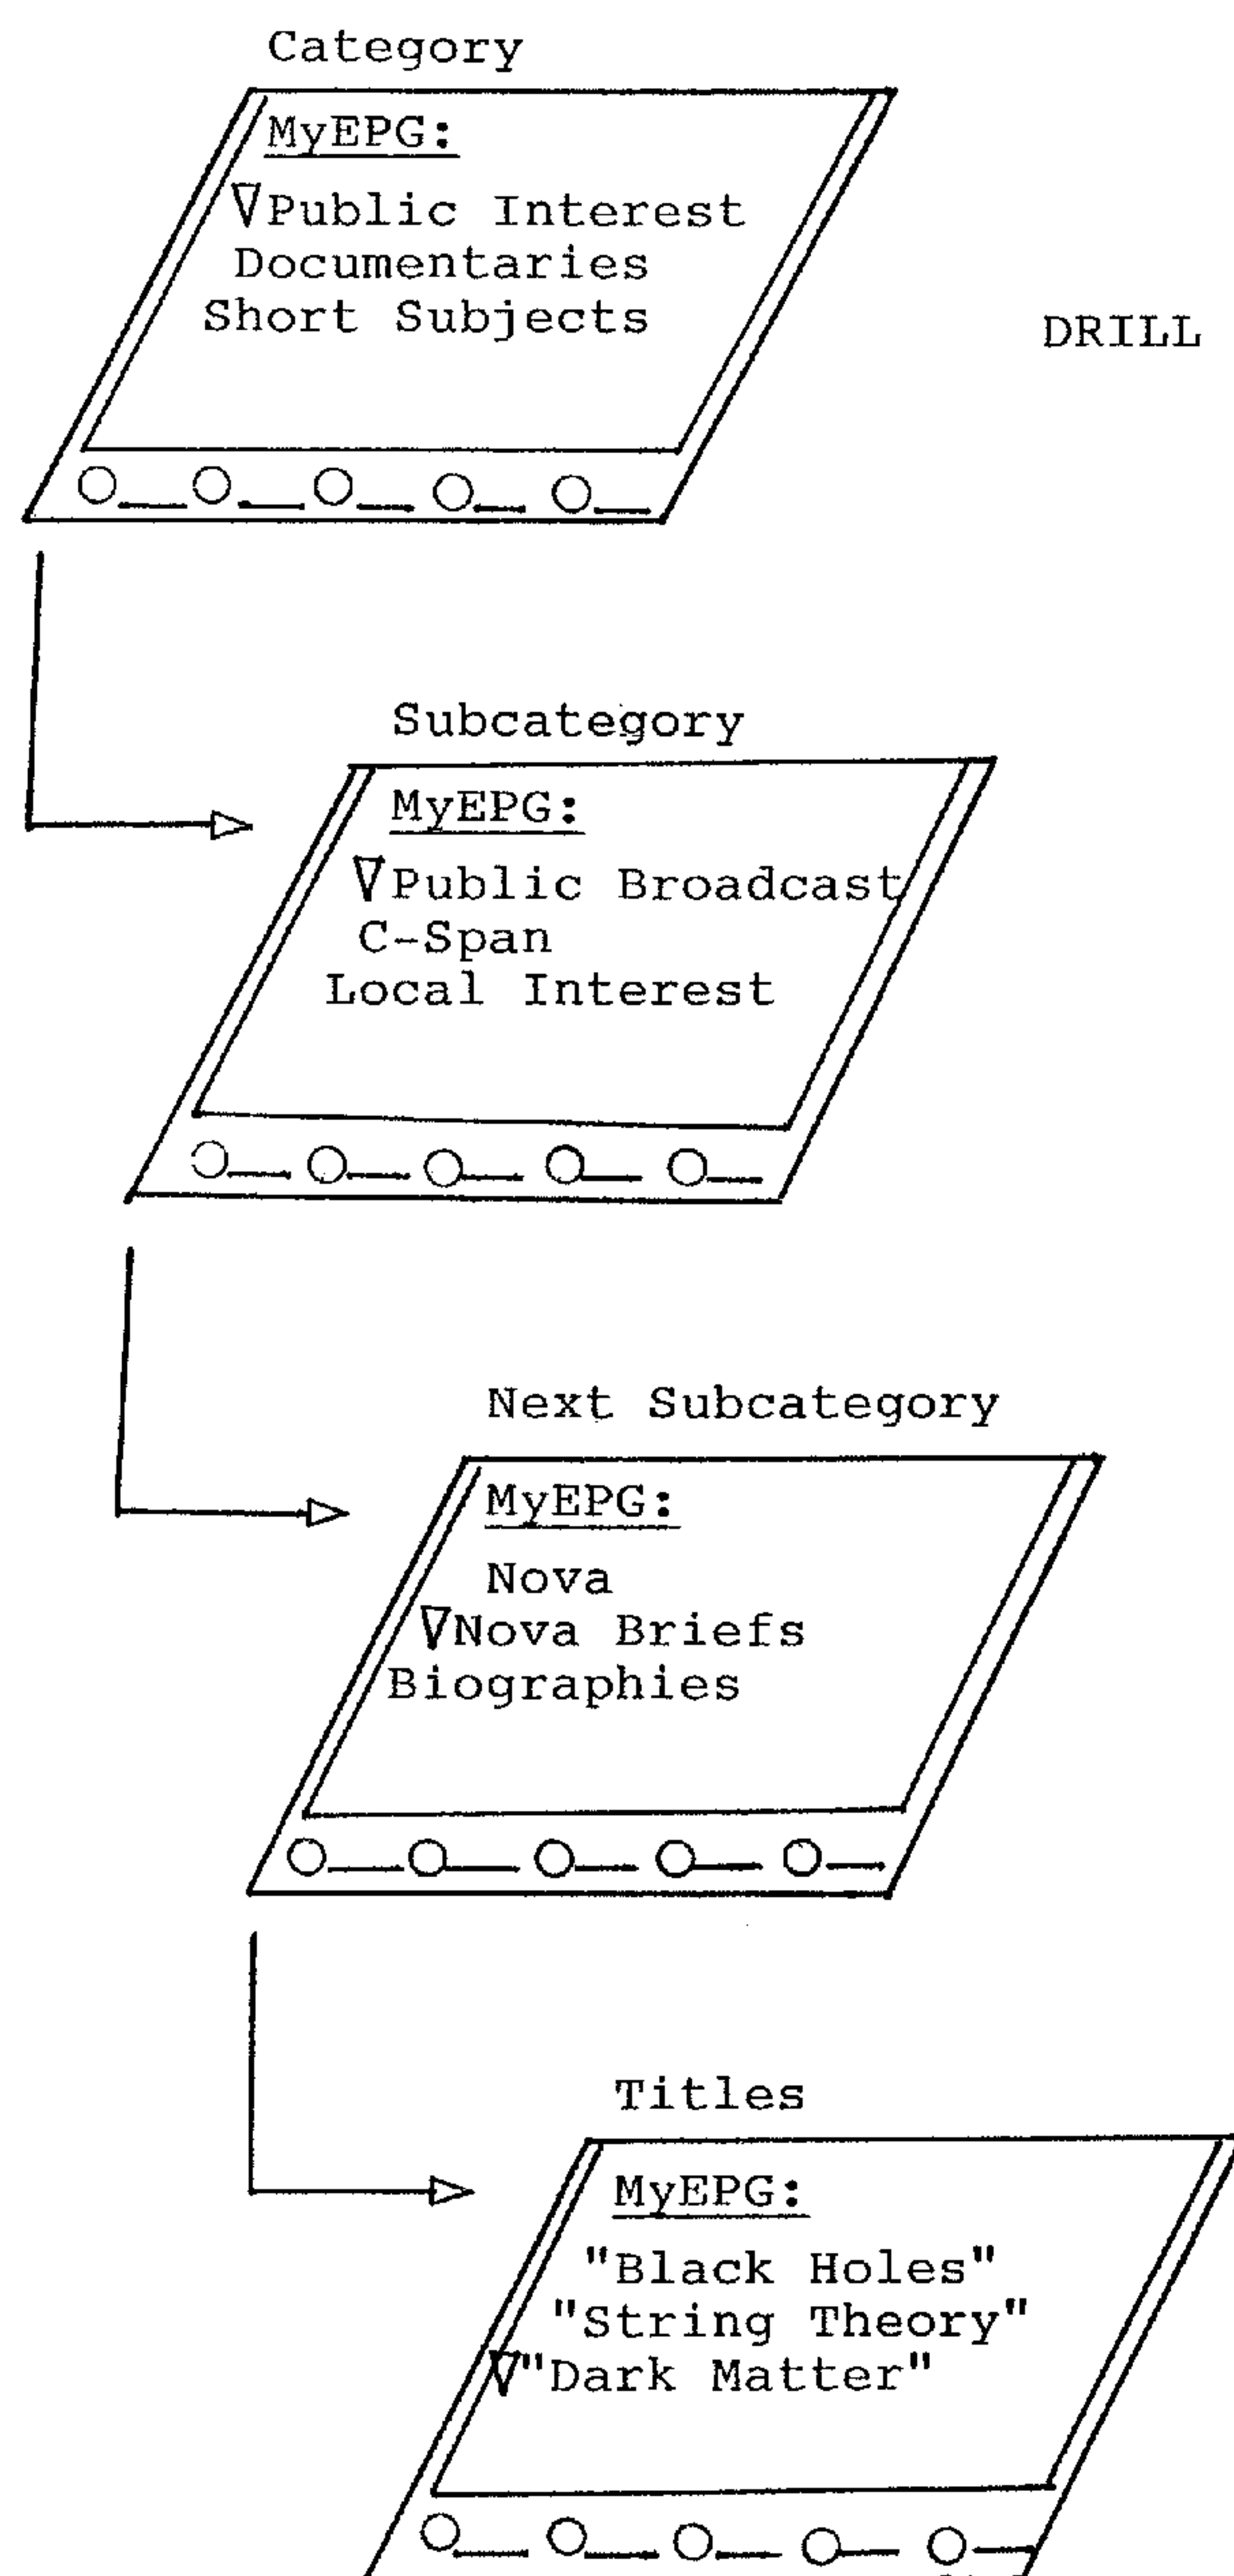 Category
MyEPG:
Public Interest
Documentaries
Short Subjects
DRILL
Subcategory
MyEPG:
Public Broadcast
C-Span
Local Interest
Next Subcategory
MyEPG:
Nova
Nova Briefs
Biographies
Titles
MyEPG:
"Black Holes"
"String Theory"
"Dark Matter"